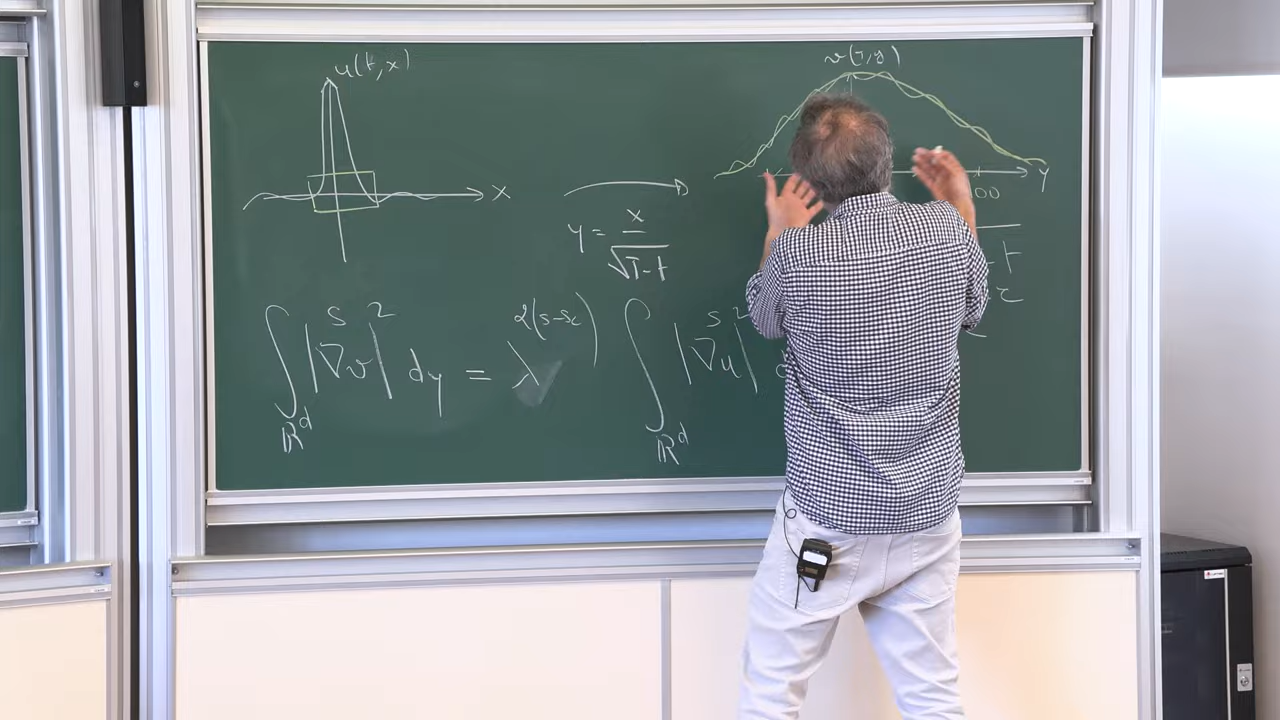 u(t,x)
x
y = x / √(T-t)
v(τ,y)
y
∫_{ℝ^d} |∇^s v|^2 dy = λ^{2(s-s_c)} ∫_{ℝ^d} |∇^s u|^2